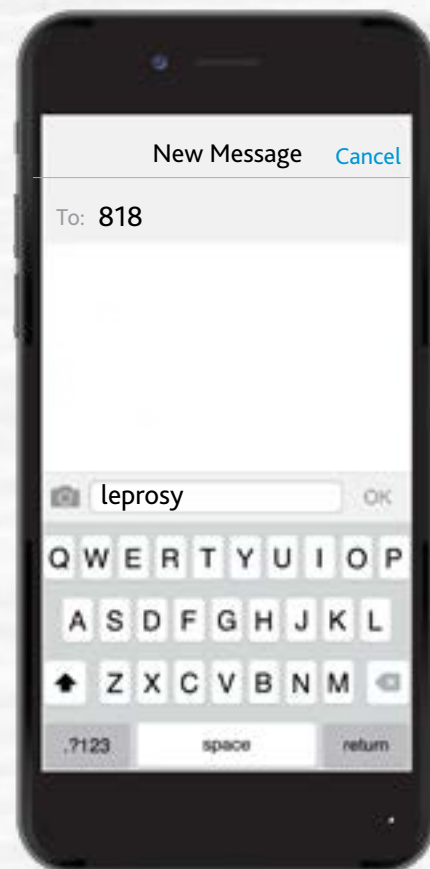 New Message Cancel
To: 818
leprosy OK
Q W E R T Y U I O P
A S D F G H J K L
Z X C V B N M
.?123 space return